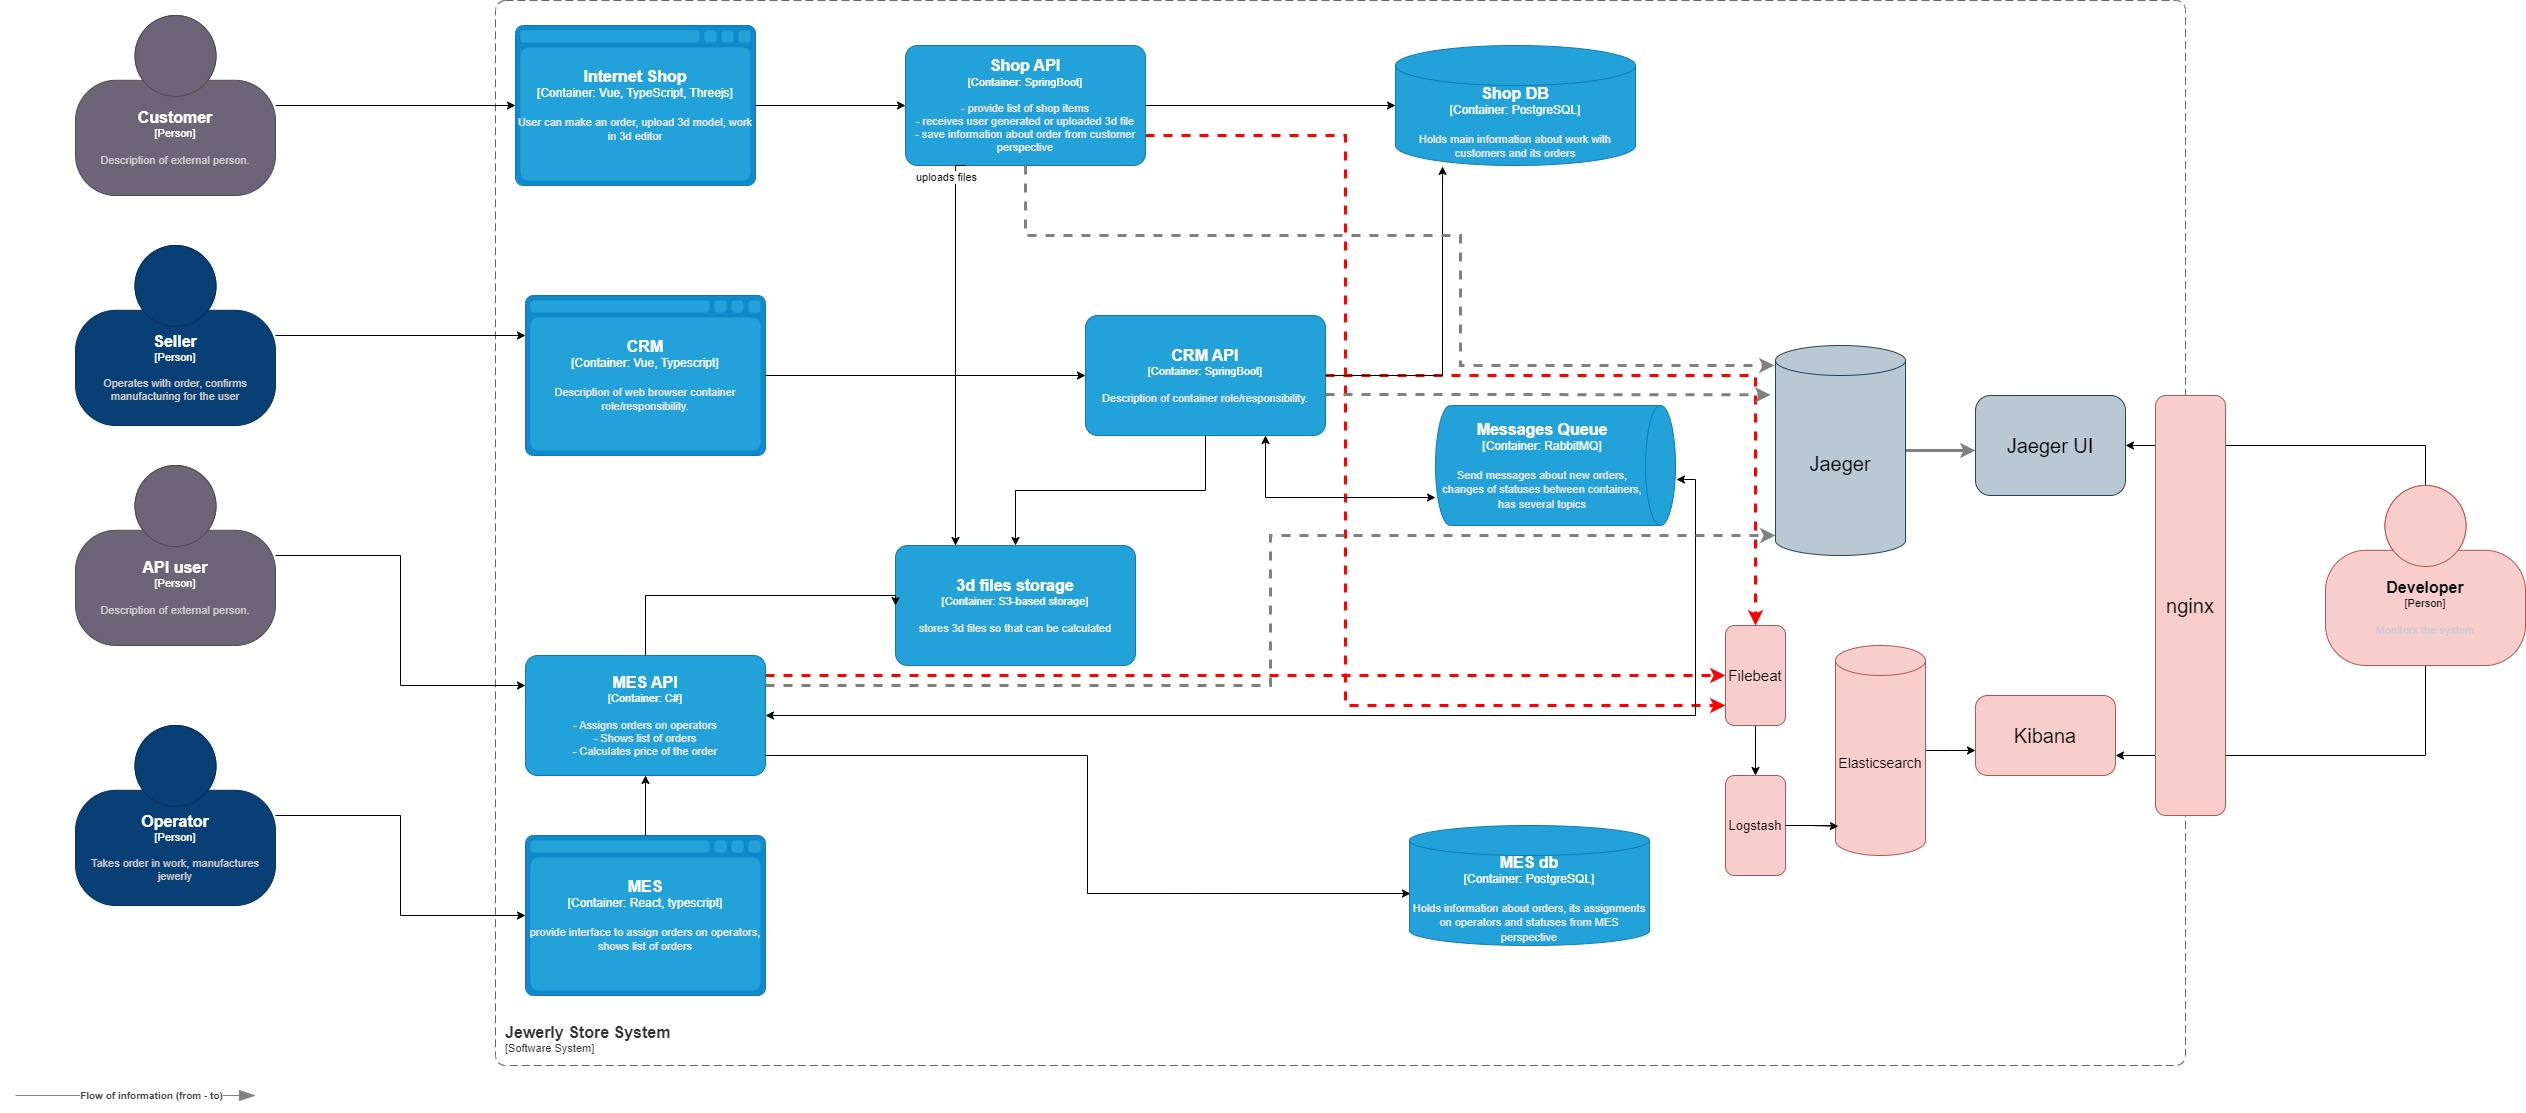 Customer
[Person]
Description of external person.
Internet Shop
[Container: Vue, TypeScript, Threejs]
User can make an order, upload 3d model, work
in 3d editor
Shop API
[Container: SpringBoot]
- provide list of shop items
- receives user generated or uploaded 3d file
- save information about order from customer
perspective
uploads files
Shop DB
[Container: PostgreSQL]
Holds main information about work with
customers and its orders
Seller
[Person]
Operates with order, confirms
manufacturing for the user
CRM
[Container: Vue, Typescript]
Description of web browser container
role/responsibility.
CRM API
[Container: SpringBoot]
Description of container role/responsibility.
Messages Queue
[Container: RabbitMQ]
Send messages about new orders,
changes of statuses between containers,
has several topics
Jaeger
Jaeger UI
nginx
Developer
[Person]
Monitors the system
API user
[Person]
Description of external person.
3d files storage
[Container: S3-based storage]
stores 3d files so that can be calculated
MES API
[Container: C#]
- Assigns orders on operators
- Shows list of orders
- Calculates price of the order
Filebeat
Logstash
Elasticsearch
Kibana
Operator
[Person]
Takes order in work, manufactures
jewerly
MES
[Container: React, typescript]
provide interface to assign orders on operators,
shows list of orders
MES db
[Container: PostgreSQL]
Holds information about orders, its assignments
on operators and statuses from MES
perspective
Jewerly Store System
[Software System]
Flow of information (from - to)